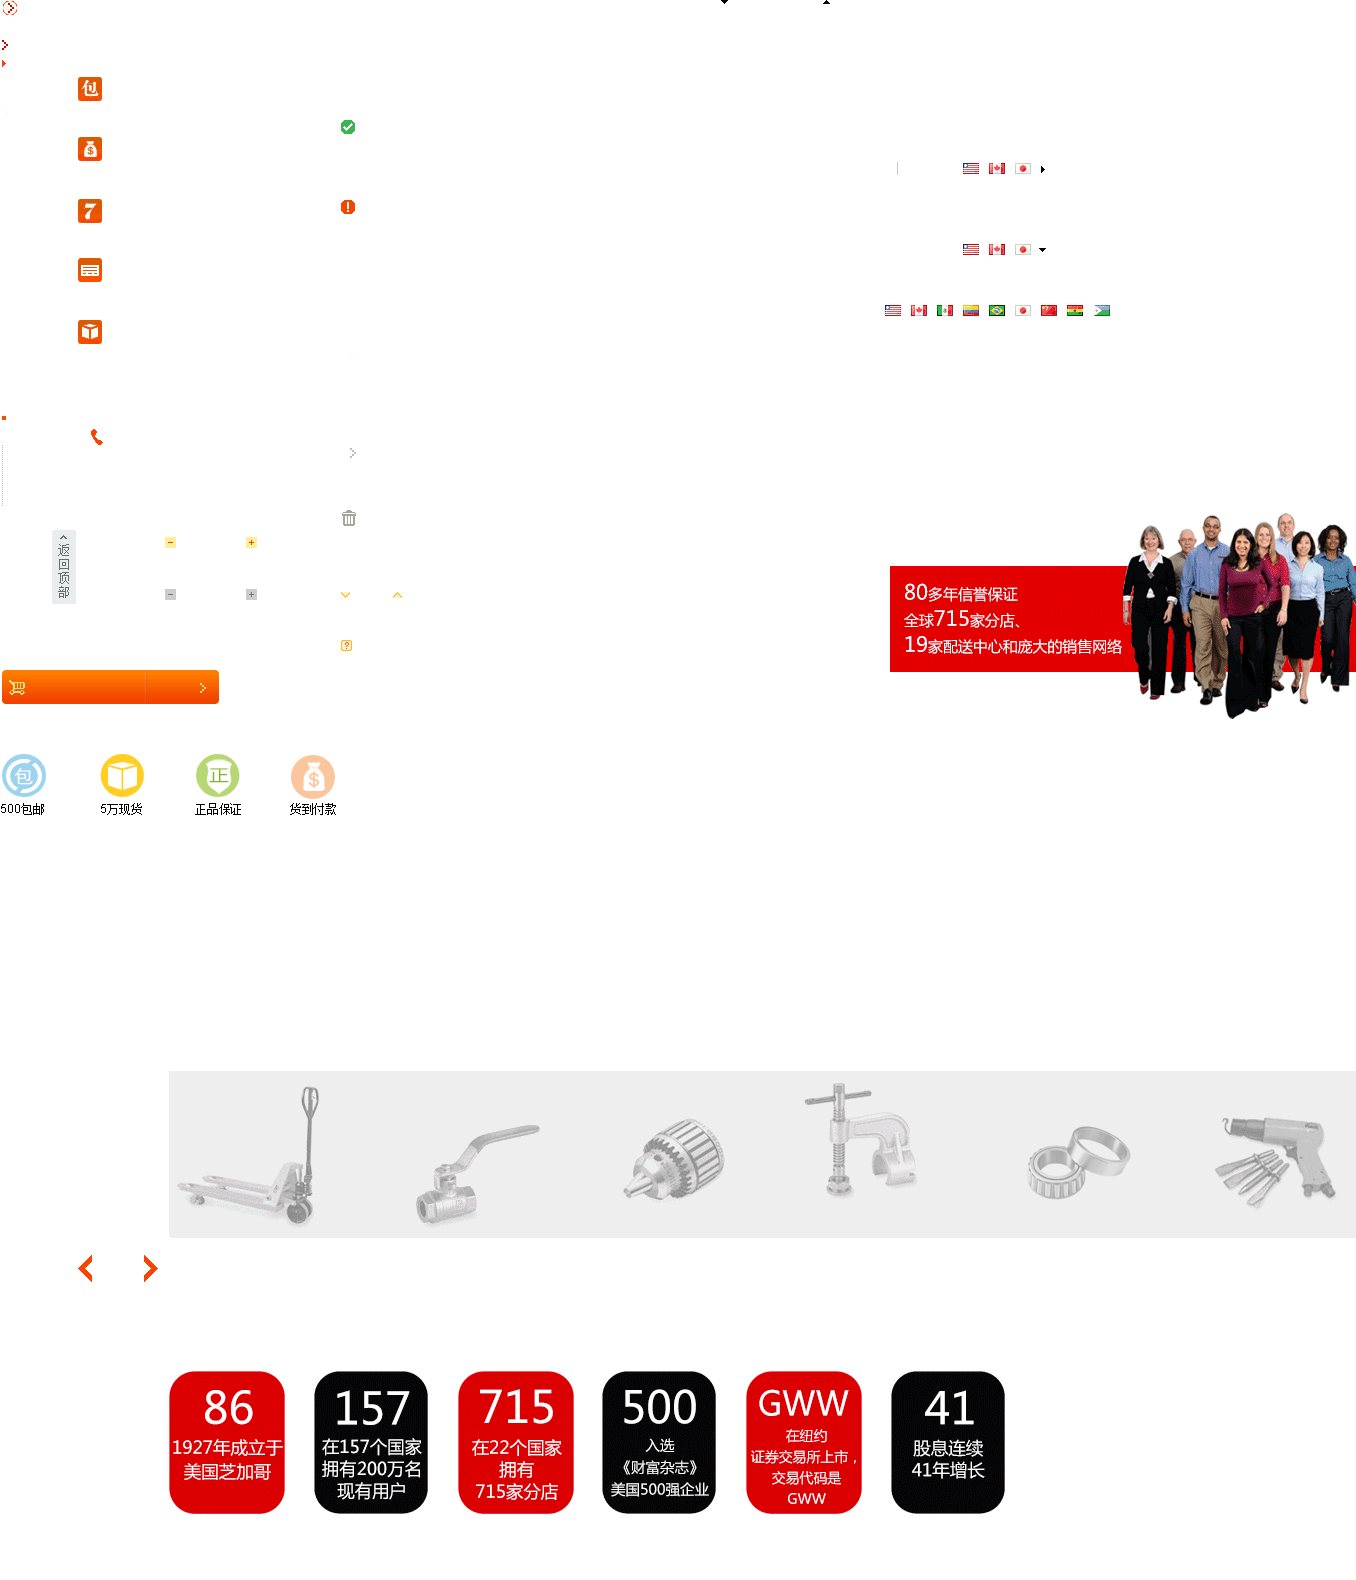 包
7
返
回
顶
部
80多年信誉保证
全球715家分店、
19家配送中心和庞大的销售网络
包
正
500包邮
5万现货
正品保证
货到付款
86
1927年成立于
美国芝加哥
157
在157个国家
拥有200万名
现有用户
715
在22个国家
拥有
715家分店
500
入选
《财富杂志》
美国500强企业
GWW
在纽约
证券交易所上市，
交易代码是
GWW
41
股息连续
41年增长